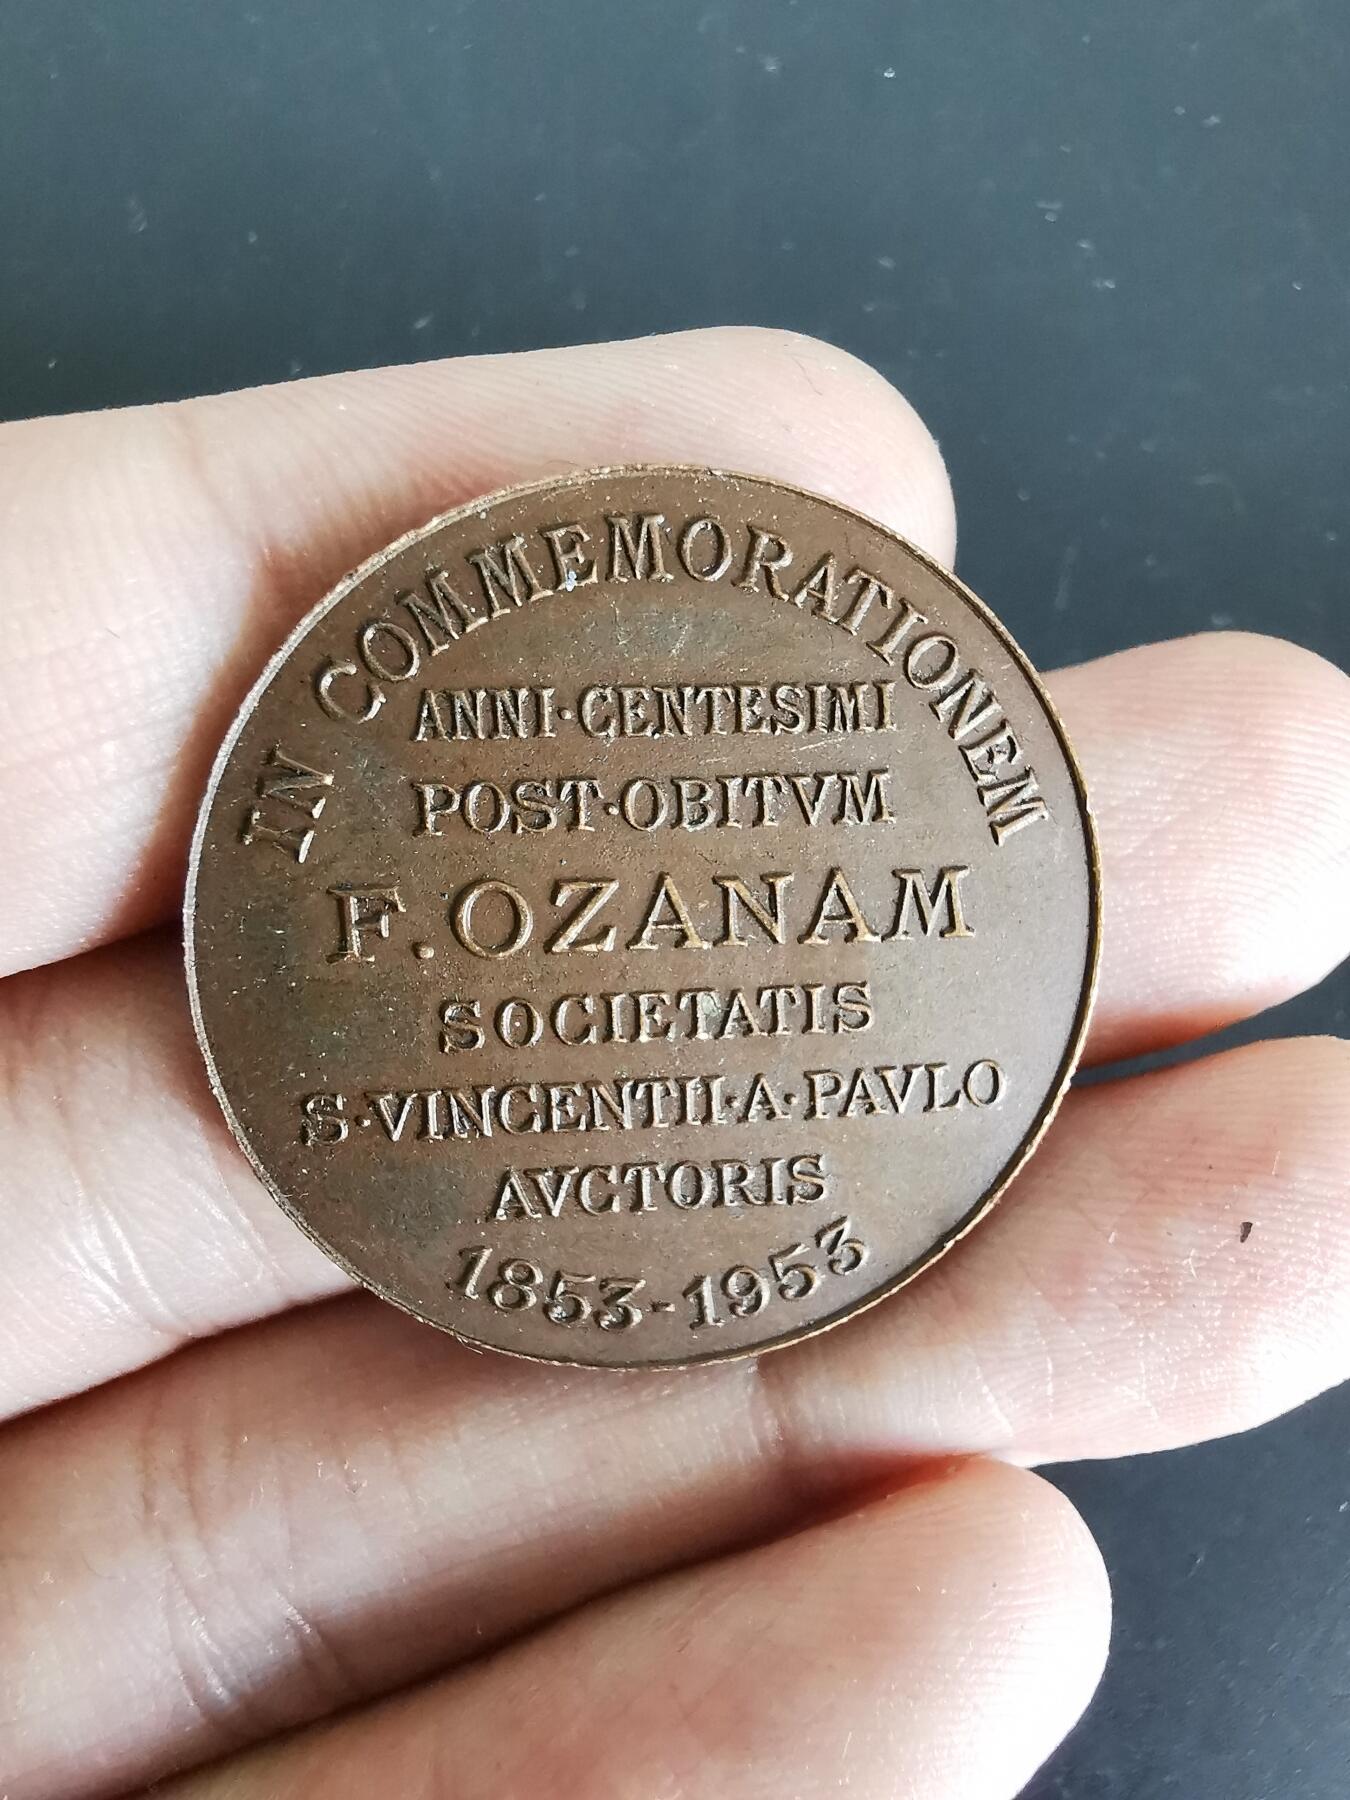 IN COMMEMORATIONEM
ANNI·CENTESIMI
POST·OBITVM
F. OZANAM
SOCIETATIS
S·VINCENTII·A·PAVLO
AVCTORIS
1853-1953